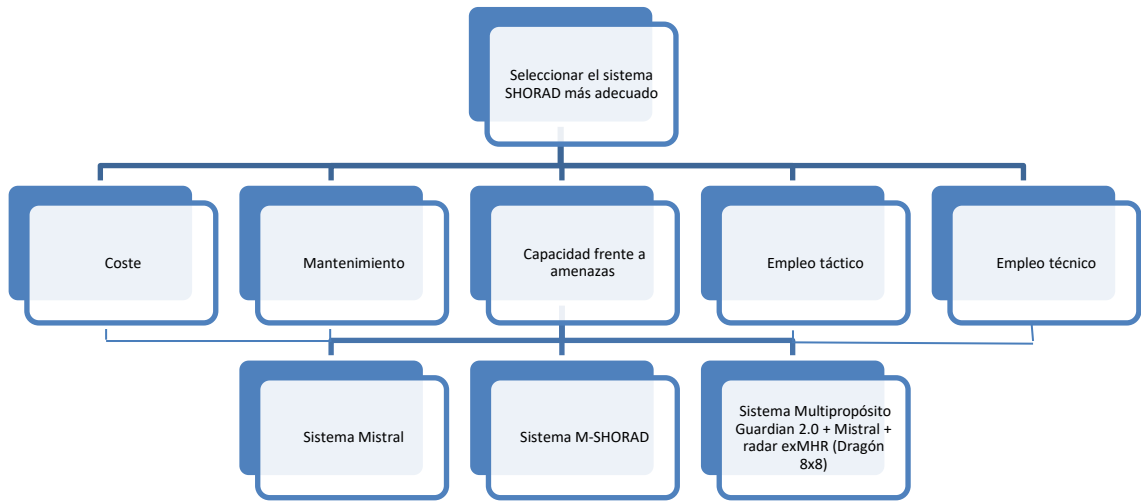 Seleccionar el sistema
SHORAD más adecuado
Coste
Mantenimiento
Capacidad frente a
amenazas
Empleo táctico
Empleo técnico
Sistema Mistral
Sistema M-SHORAD
Sistema Multipropósito
Guardian 2.0 + Mistral +
radar exMHR (Dragón
8x8)